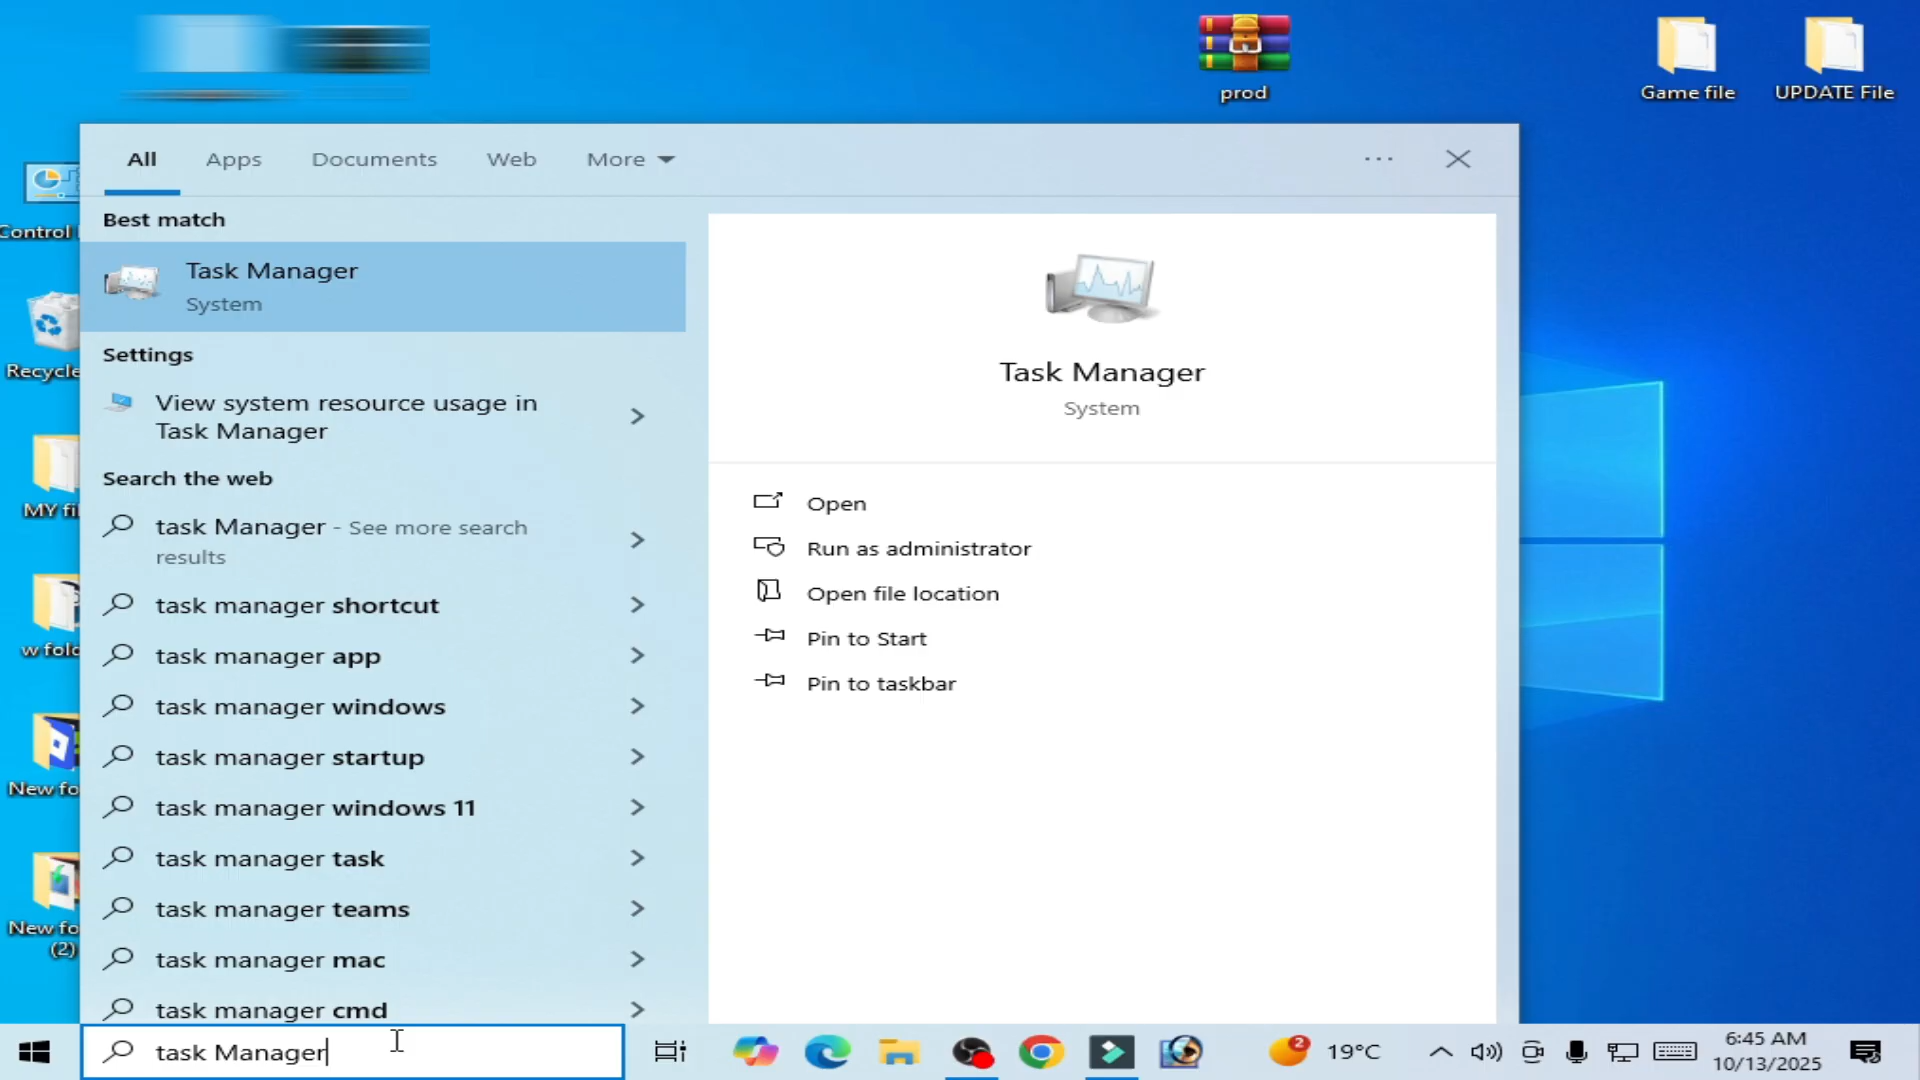 prod
Game file
UPDATE File
All
Apps
Documents
Web
More
Best match
Task Manager
System
Settings
View system resource usage in
Task Manager
Search the web
task Manager - See more search
results
task manager shortcut
task manager app
task manager windows
task manager startup
task manager windows 11
task manager task
task manager teams
task manager mac
task manager cmd
Task Manager
System
Open
Run as administrator
Open file location
Pin to Start
Pin to taskbar
Control
Recycle
MY fi
w fol
New fo
New fo
(2)
task Manager
2
19°C
6:45 AM
10/13/2025